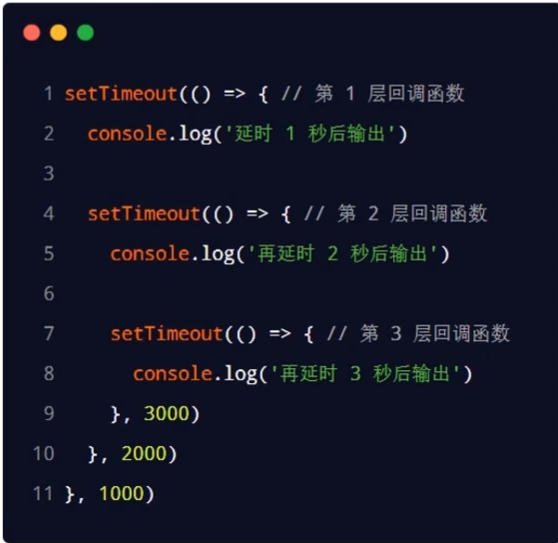 1 setTimeout(() => { // 第 1 层回调函数
2 console.log('延时 1 秒后输出')
3
4 setTimeout(() => { // 第 2 层回调函数
5 console.log('再延时 2 秒后输出')
6
7 setTimeout(() => { // 第 3 层回调函数
8 console.log('再延时 3 秒后输出')
9 }, 3000)
10 }, 2000)
11 }, 1000)